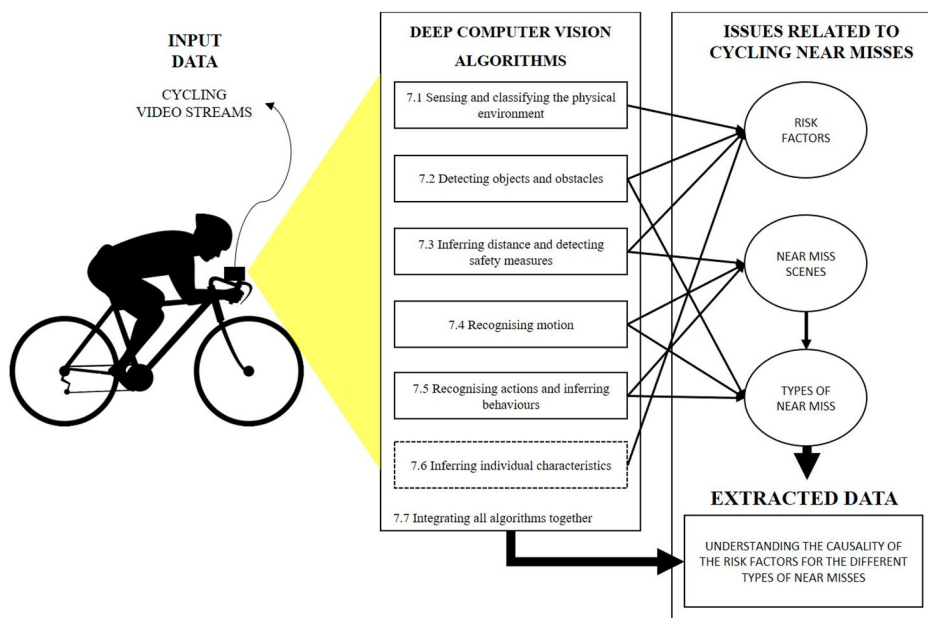 INPUT
DATA
CYCLING
VIDEO STREAMS
DEEP COMPUTER VISION
ALGORITHMS
7.1 Sensing and classifying the physical
environment
7.2 Detecting objects and obstacles
7.3 Inferring distance and detecting
safety measures
7.4 Recognising motion
7.5 Recognising actions and inferring
behaviours
7.6 Inferring individual characteristics
7.7 Integrating all algorithms together
ISSUES RELATED TO
CYCLING NEAR MISSES
RISK
FACTORS
NEAR MISS
SCENES
TYPES OF
NEAR MISS
EXTRACTED DATA
UNDERSTANDING THE CAUSALITY OF
THE RISK FACTORS FOR THE DIFFERENT
TYPES OF NEAR MISSES